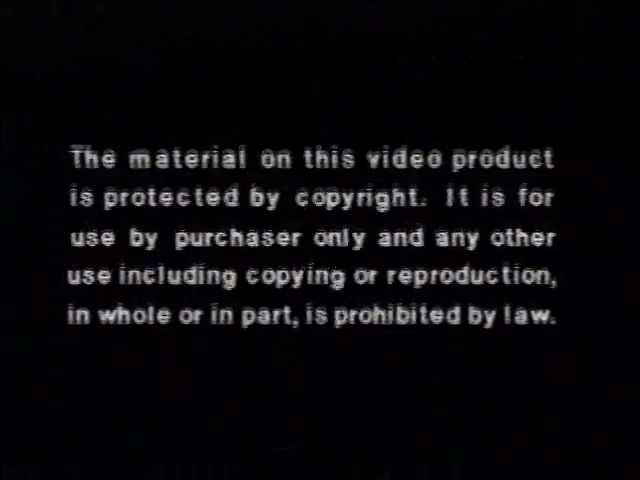 The material on this video product
is protected by copyright. It is for
use by purchaser only and any other
use including copying or reproduction,
in whole or in part, is prohibited by law.